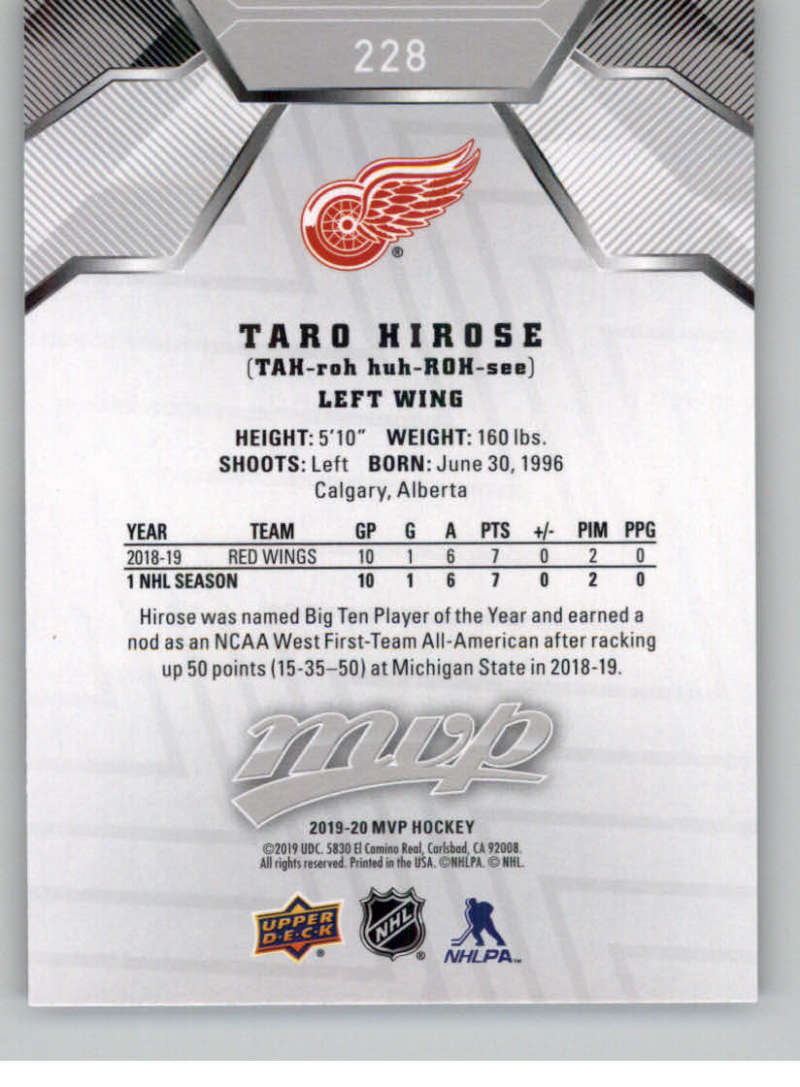 228
®
TARO HIROSE
(TAH-roh huh-ROH-see)
LEFT WING
HEIGHT: 5'10" WEIGHT: 160 lbs.
SHOOTS: Left BORN: June 30, 1996
Calgary, Alberta
YEAR TEAM GP G A PTS +/- PIM PPG
2018-19 RED WINGS 10 1 6 7 0 2 0
1 NHL SEASON 10 1 6 7 0 2 0
Hirose was named Big Ten Player of the Year and earned a
nod as an NCAA West First-Team All-American after racking
up 50 points (15-35–50) at Michigan State in 2018-19.
mvp
2019-20 MVP HOCKEY
©2019 UDC. 5830 El Camino Real, Carlsbad, CA 92008.
All rights reserved. Printed in the USA. ©NHLPA. © NHL.
UPPER
D•E•C•K ®
NHL ®
NHLPA™